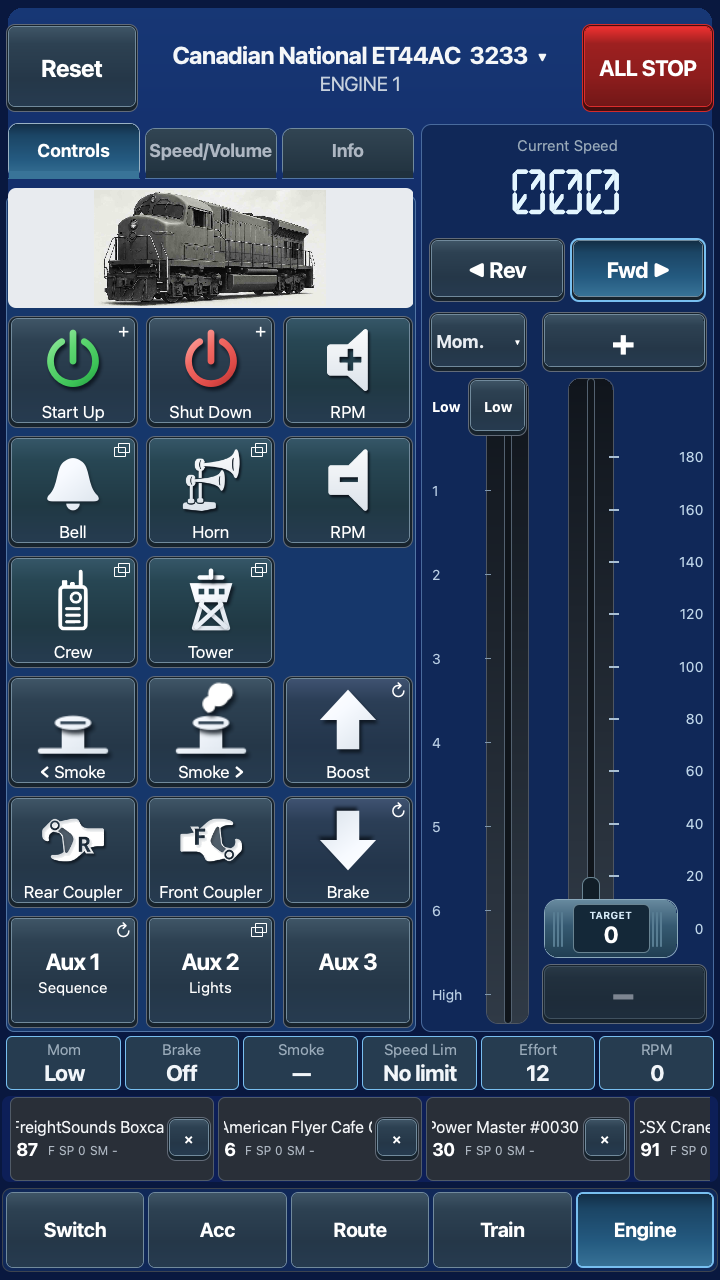 Reset
Canadian National ET44AC 3233 ▾
ENGINE 1
ALL STOP
Controls
Speed/Volume
Info
Current Speed
000
◀ Rev
Fwd ▶
Mom. ▾
+
Start Up
+
Shut Down
+
RPM
Bell
Horn
RPM
Crew
Tower
< Smoke
Smoke >
Boost
R
Rear Coupler
F
Front Coupler
Brake
Aux 1
Sequence
Aux 2
Lights
Aux 3
Low
Low
1
2
3
4
5
6
High
180
160
140
120
100
80
60
40
20
0
TARGET
0
−
Mom
Low
Brake
Off
Smoke
—
Speed Lim
No limit
Effort
12
RPM
0
FreightSounds Boxca
87 F SP 0 SM -
×
American Flyer Cafe
6 F SP 0 SM -
×
Power Master #0030
30 F SP 0 SM -
×
CSX Crane
91 F SP 0
Switch
Acc
Route
Train
Engine